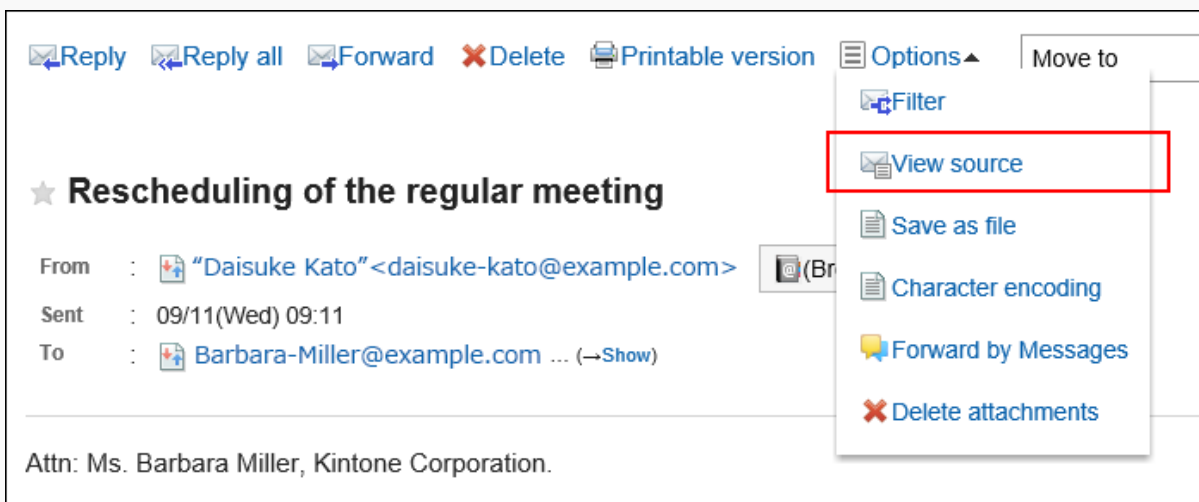 Reply Reply all Forward Delete Printable version Options▲ Move to
Filter
View source
Rescheduling of the regular meeting
Save as file
From : “Daisuke Kato”<daisuke-kato@example.com> (Br
Character encoding
Sent : 09/11(Wed) 09:11
To : Barbara-Miller@example.com ... (→Show)
Forward by Messages
Delete attachments
Attn: Ms. Barbara Miller, Kintone Corporation.